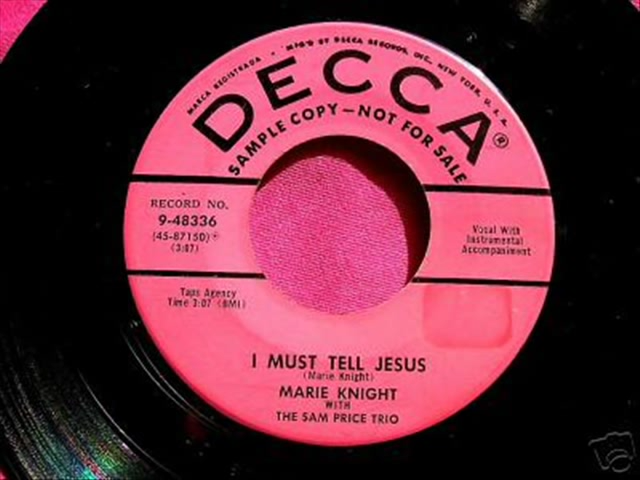 MARCA REGISTRADA • MFG'D BY DECCA RECORDS, INC., NEW YORK, U.S.A.
DECCA®
SAMPLE COPY—NOT FOR SALE
RECORD NO.
9-48336
(45-87150)
(3:07)
Vocal With
Instrumental
Accompaniment
Taps Agency
Time 3:07 (BMI)
I MUST TELL JESUS
(Marie Knight)
MARIE KNIGHT
WITH
THE SAM PRICE TRIO